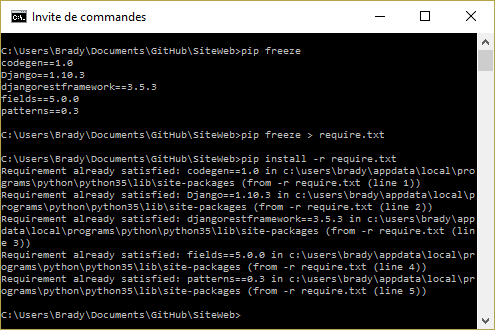 Invite de commandes
C:\Users\Brady\Documents\GitHub\SiteWeb>pip freeze
codegen==1.0
Django==1.10.3
djangorestframework==3.5.3
fields==5.0.0
patterns==0.3
C:\Users\Brady\Documents\GitHub\SiteWeb>pip freeze > require.txt
C:\Users\Brady\Documents\GitHub\SiteWeb>pip install -r require.txt
Requirement already satisfied: codegen==1.0 in c:\users\brady\appdata\local\pro
grams\python\python35\lib\site-packages (from -r require.txt (line 1))
Requirement already satisfied: Django==1.10.3 in c:\users\brady\appdata\local\p
rograms\python\python35\lib\site-packages (from -r require.txt (line 2))
Requirement already satisfied: djangorestframework==3.5.3 in c:\users\brady\app
data\local\programs\python\python35\lib\site-packages (from -r require.txt (lin
e 3))
Requirement already satisfied: fields==5.0.0 in c:\users\brady\appdata\local\pr
ograms\python\python35\lib\site-packages (from -r require.txt (line 4))
Requirement already satisfied: patterns==0.3 in c:\users\brady\appdata\local\pr
ograms\python\python35\lib\site-packages (from -r require.txt (line 5))
C:\Users\Brady\Documents\GitHub\SiteWeb>